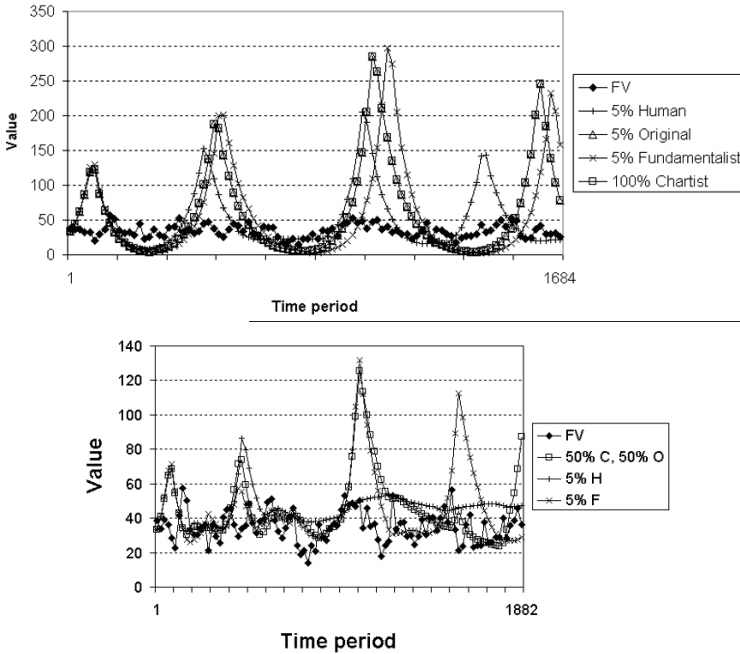 350
300
250
200
150
100
50
0
Value
1
1684
Time period
FV
5% Human
5% Original
5% Fundamentalist
100% Chartist
140
120
100
80
60
40
20
0
Value
1
1882
Time period
FV
50% C, 50% O
5% H
5% F